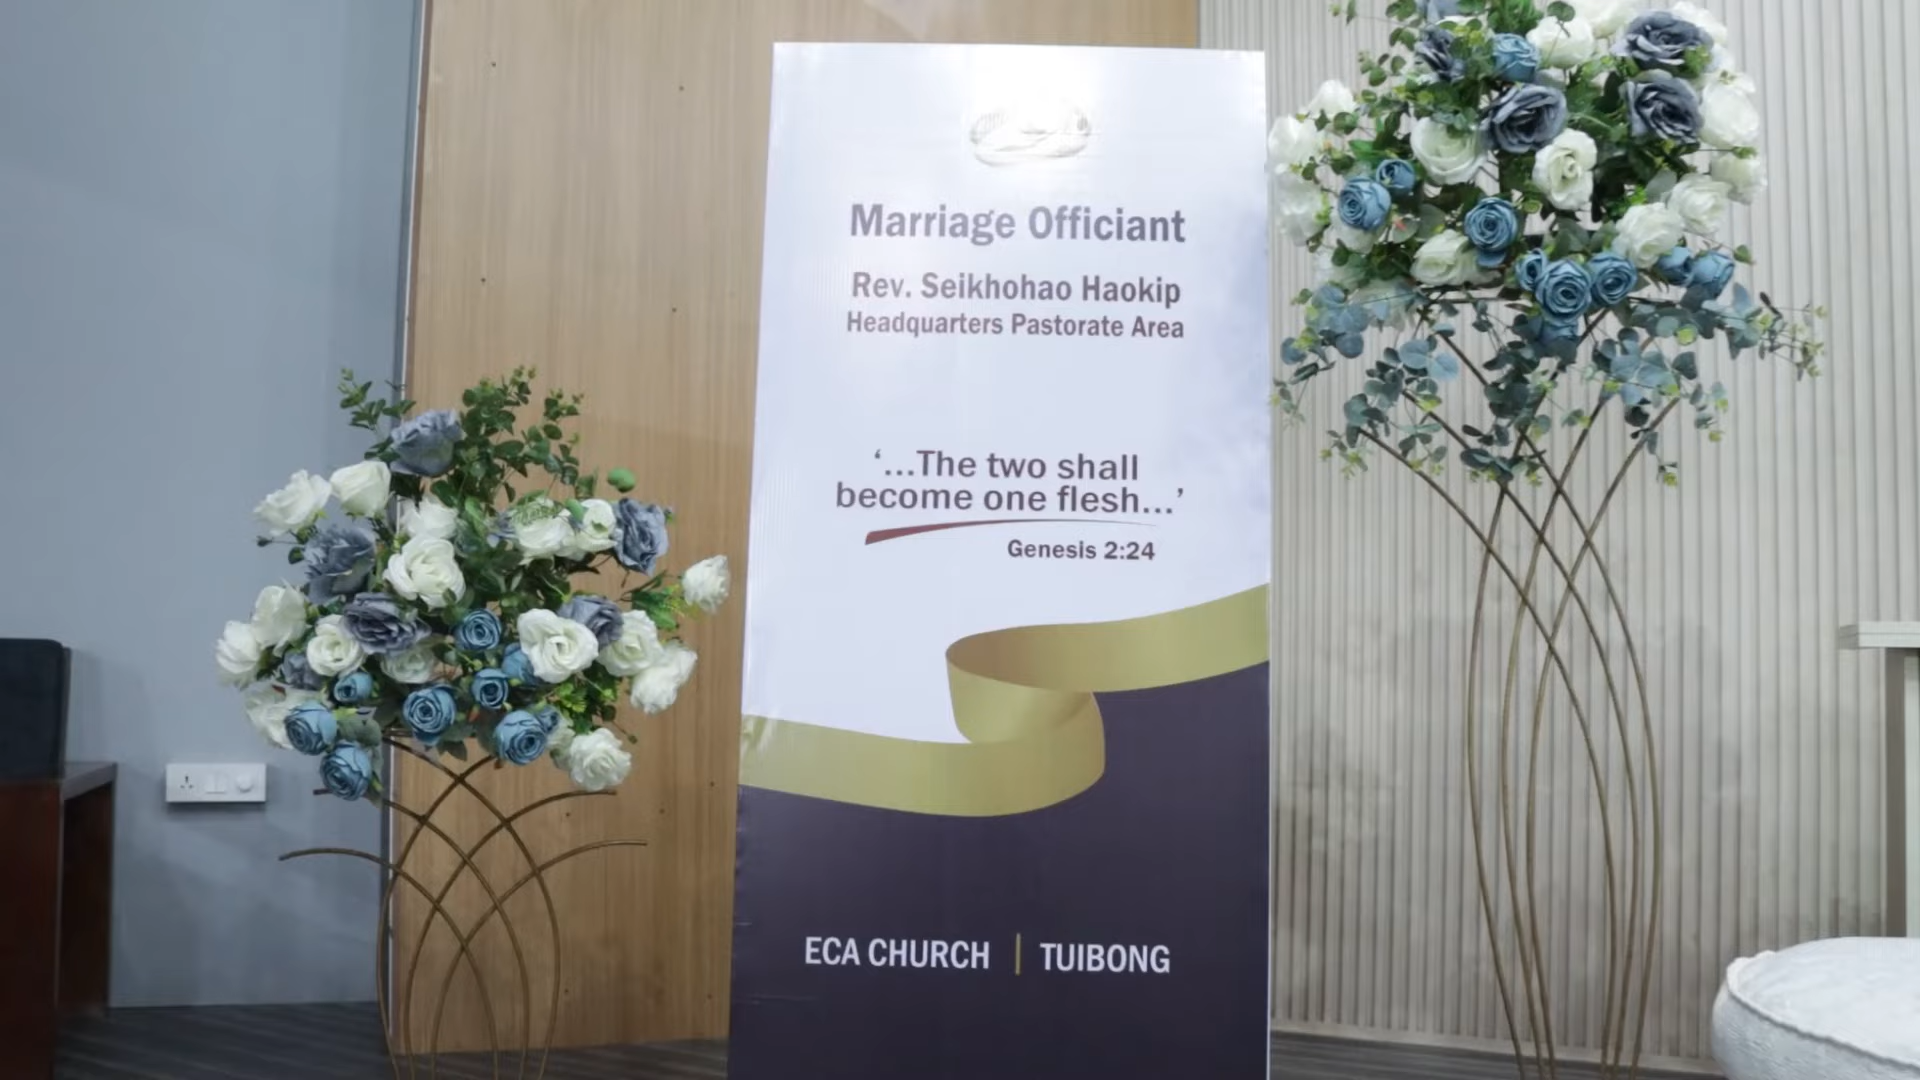 Marriage Officiant
Rev. Seikhohao Haokip
Headquarters Pastorate Area
‘...The two shall
become one flesh...’
Genesis 2:24
ECA CHURCH | TUIBONG